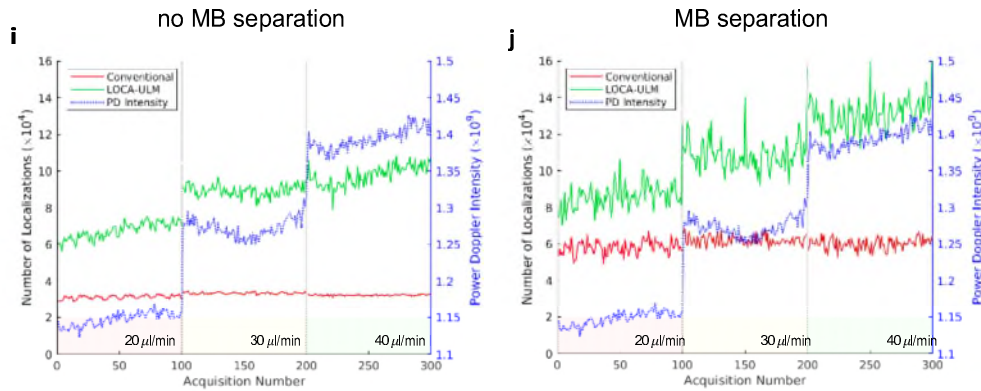 no MB separation
i
Conventional
LOCA-ULM
PD Intensity
Number of Localizations (×10⁴)
16
14
12
10
8
6
4
2
0
Power Doppler Intensity (×10⁹)
1.5
1.45
1.4
1.35
1.3
1.25
1.2
1.15
1.1
20 μl/min
30 μl/min
40 μl/min
0
50
100
150
200
250
300
Acquisition Number
MB separation
j
Conventional
LOCA-ULM
PD Intensity
Number of Localizations (×10⁴)
16
14
12
10
8
6
4
2
0
Power Doppler Intensity (×10⁹)
1.5
1.45
1.4
1.35
1.3
1.25
1.2
1.15
1.1
20 μl/min
30 μl/min
40 μl/min
0
50
100
150
200
250
300
Acquisition Number